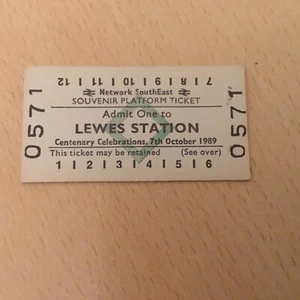 7 8 9 10 11 12
Network SouthEast
SOUVENIR PLATFORM TICKET
Admit One to
LEWES STATION
Centenary Celebrations, 7th October 1989
This ticket may be retained (See over)
1 2 3 4 5 6
0571
0571